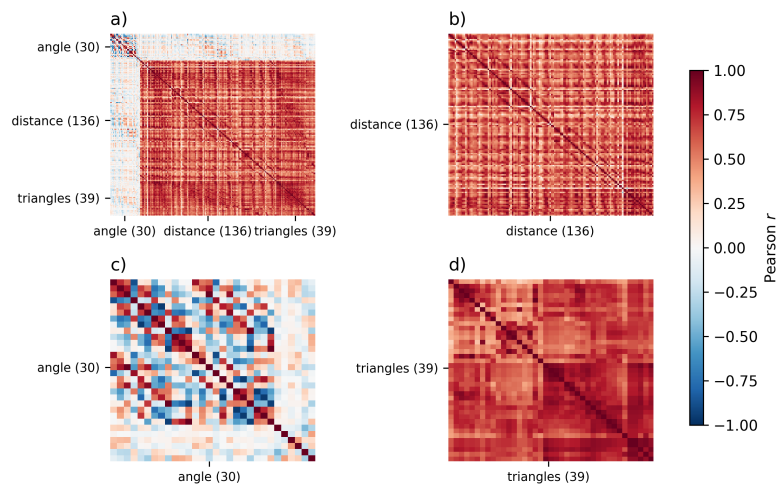 a)
angle (30)
distance (136)
triangles (39)
angle (30) distance (136) triangles (39)
b)
distance (136)
distance (136)
c)
angle (30)
angle (30)
d)
triangles (39)
triangles (39)
1.00
0.75
0.50
0.25
0.00
−0.25
−0.50
−0.75
−1.00
Pearson r